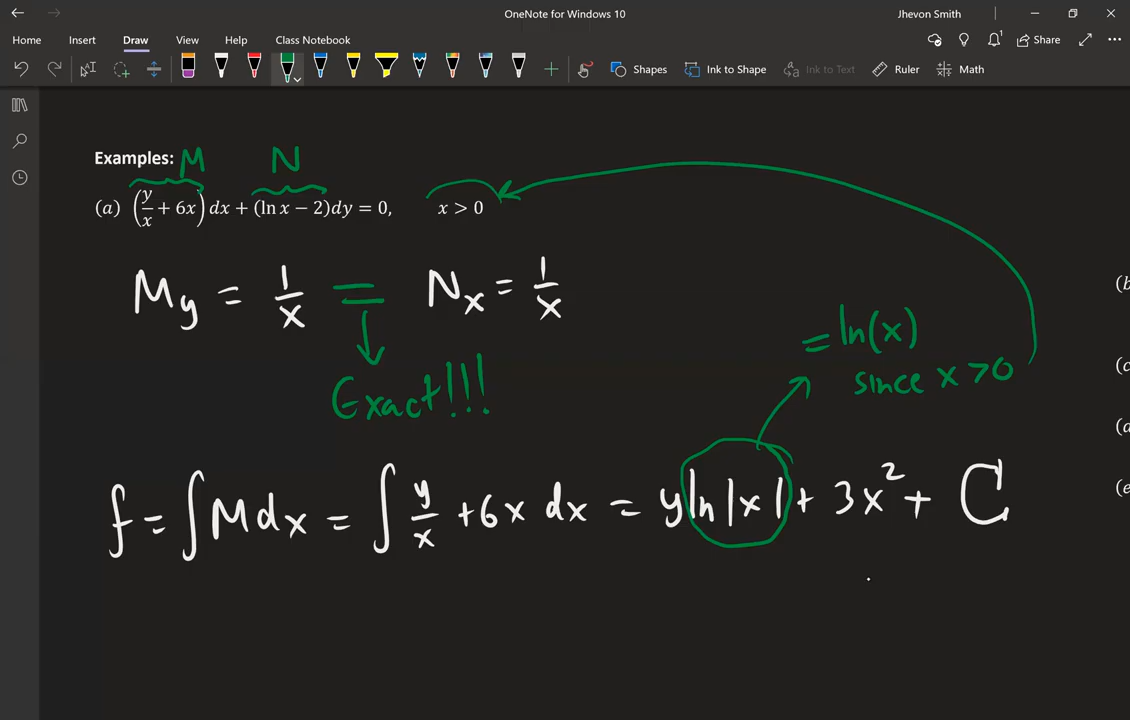 OneNote for Windows 10
Jhevon Smith
Home Insert Draw View Help Class Notebook
Share
Shapes Ink to Shape Ink to Text Ruler Math
Examples: M N
(a) (y/x + 6x) dx + (ln x − 2)dy = 0, x > 0
M_y = 1/x = N_x = 1/x
(b
= ln(x)
since x > 0
(c
Exact!!!
(a
f = ∫ M dx = ∫ y/x + 6x dx = y ln|x| + 3x² + C
(e